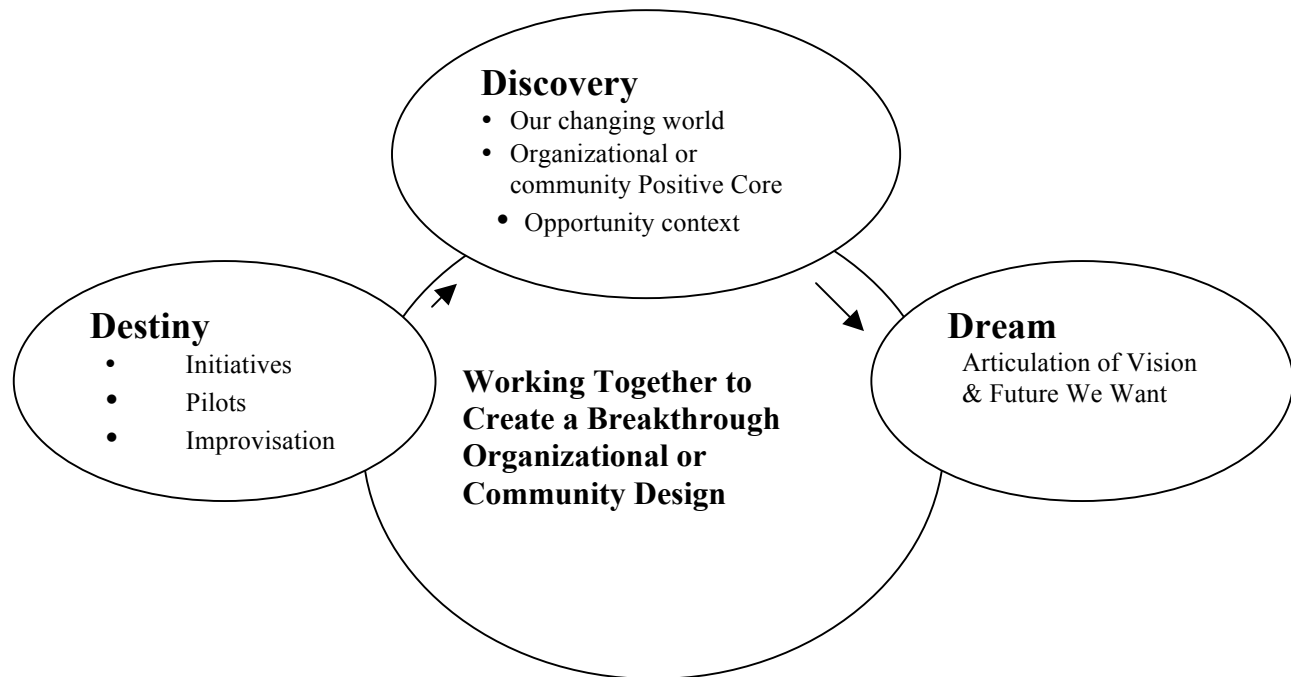 Discovery
• Our changing world
• Organizational or
community Positive Core
• Opportunity context
Destiny
• Initiatives
• Pilots
• Improvisation
Working Together to
Create a Breakthrough
Organizational or
Community Design
Dream
Articulation of Vision
& Future We Want